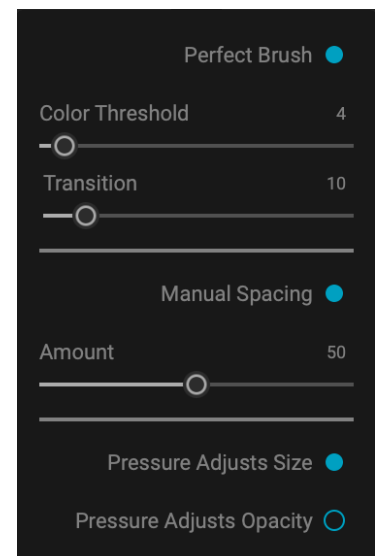 Perfect Brush
Color Threshold 4
Transition 10
Manual Spacing
Amount 50
Pressure Adjusts Size
Pressure Adjusts Opacity